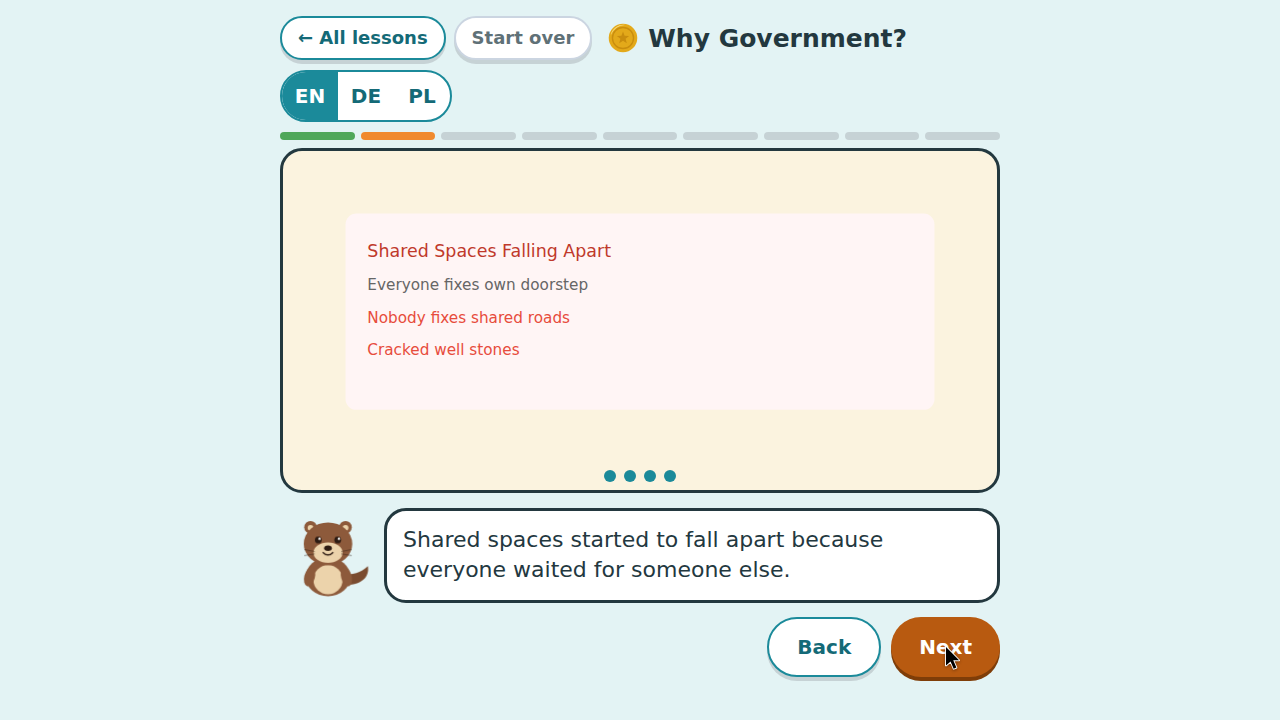 ← All lessons
Start over
Why Government?
EN DE PL
Shared Spaces Falling Apart
Everyone fixes own doorstep
Nobody fixes shared roads
Cracked well stones
Shared spaces started to fall apart because
everyone waited for someone else.
Back
Next